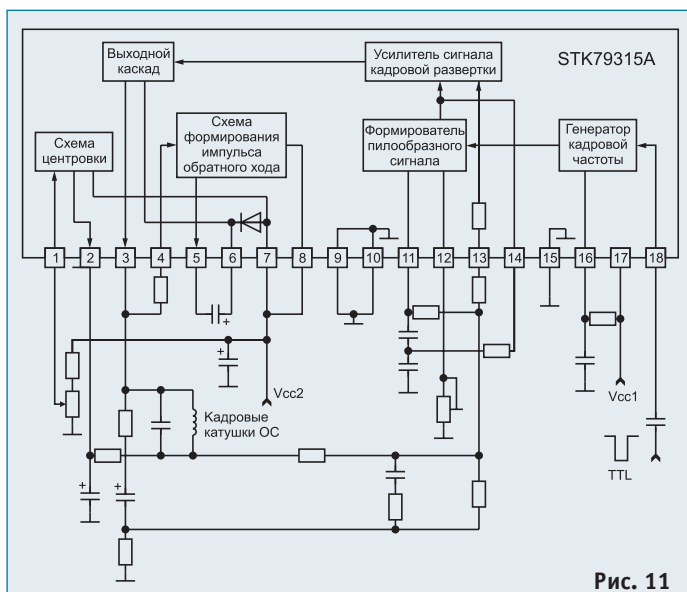 Выходной
каскад
Усилитель сигнала
кадровой развертки
STK79315A
Схема
центровки
Схема
формирования
импульса
обратного хода
Формирователь
пилообразного
сигнала
Генератор
кадровой
частоты
1 2 3 4 5 6 7 8 9 10 11 12 13 14 15 16 17 18
+
+
Vcc2
Vcc1
Кадровые
катушки ОС
+ +
TTL
Рис. 11